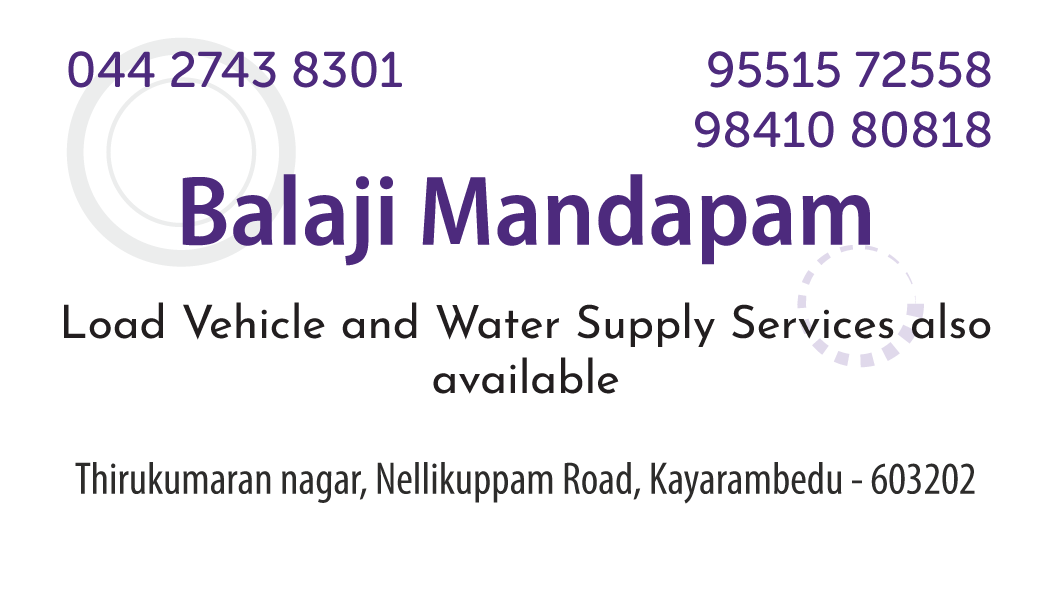 044 2743 8301
95515 72558
98410 80818
Balaji Mandapam
Load Vehicle and Water Supply Services also
available
Thirukumaran nagar, Nellikuppam Road, Kayarambedu - 603202